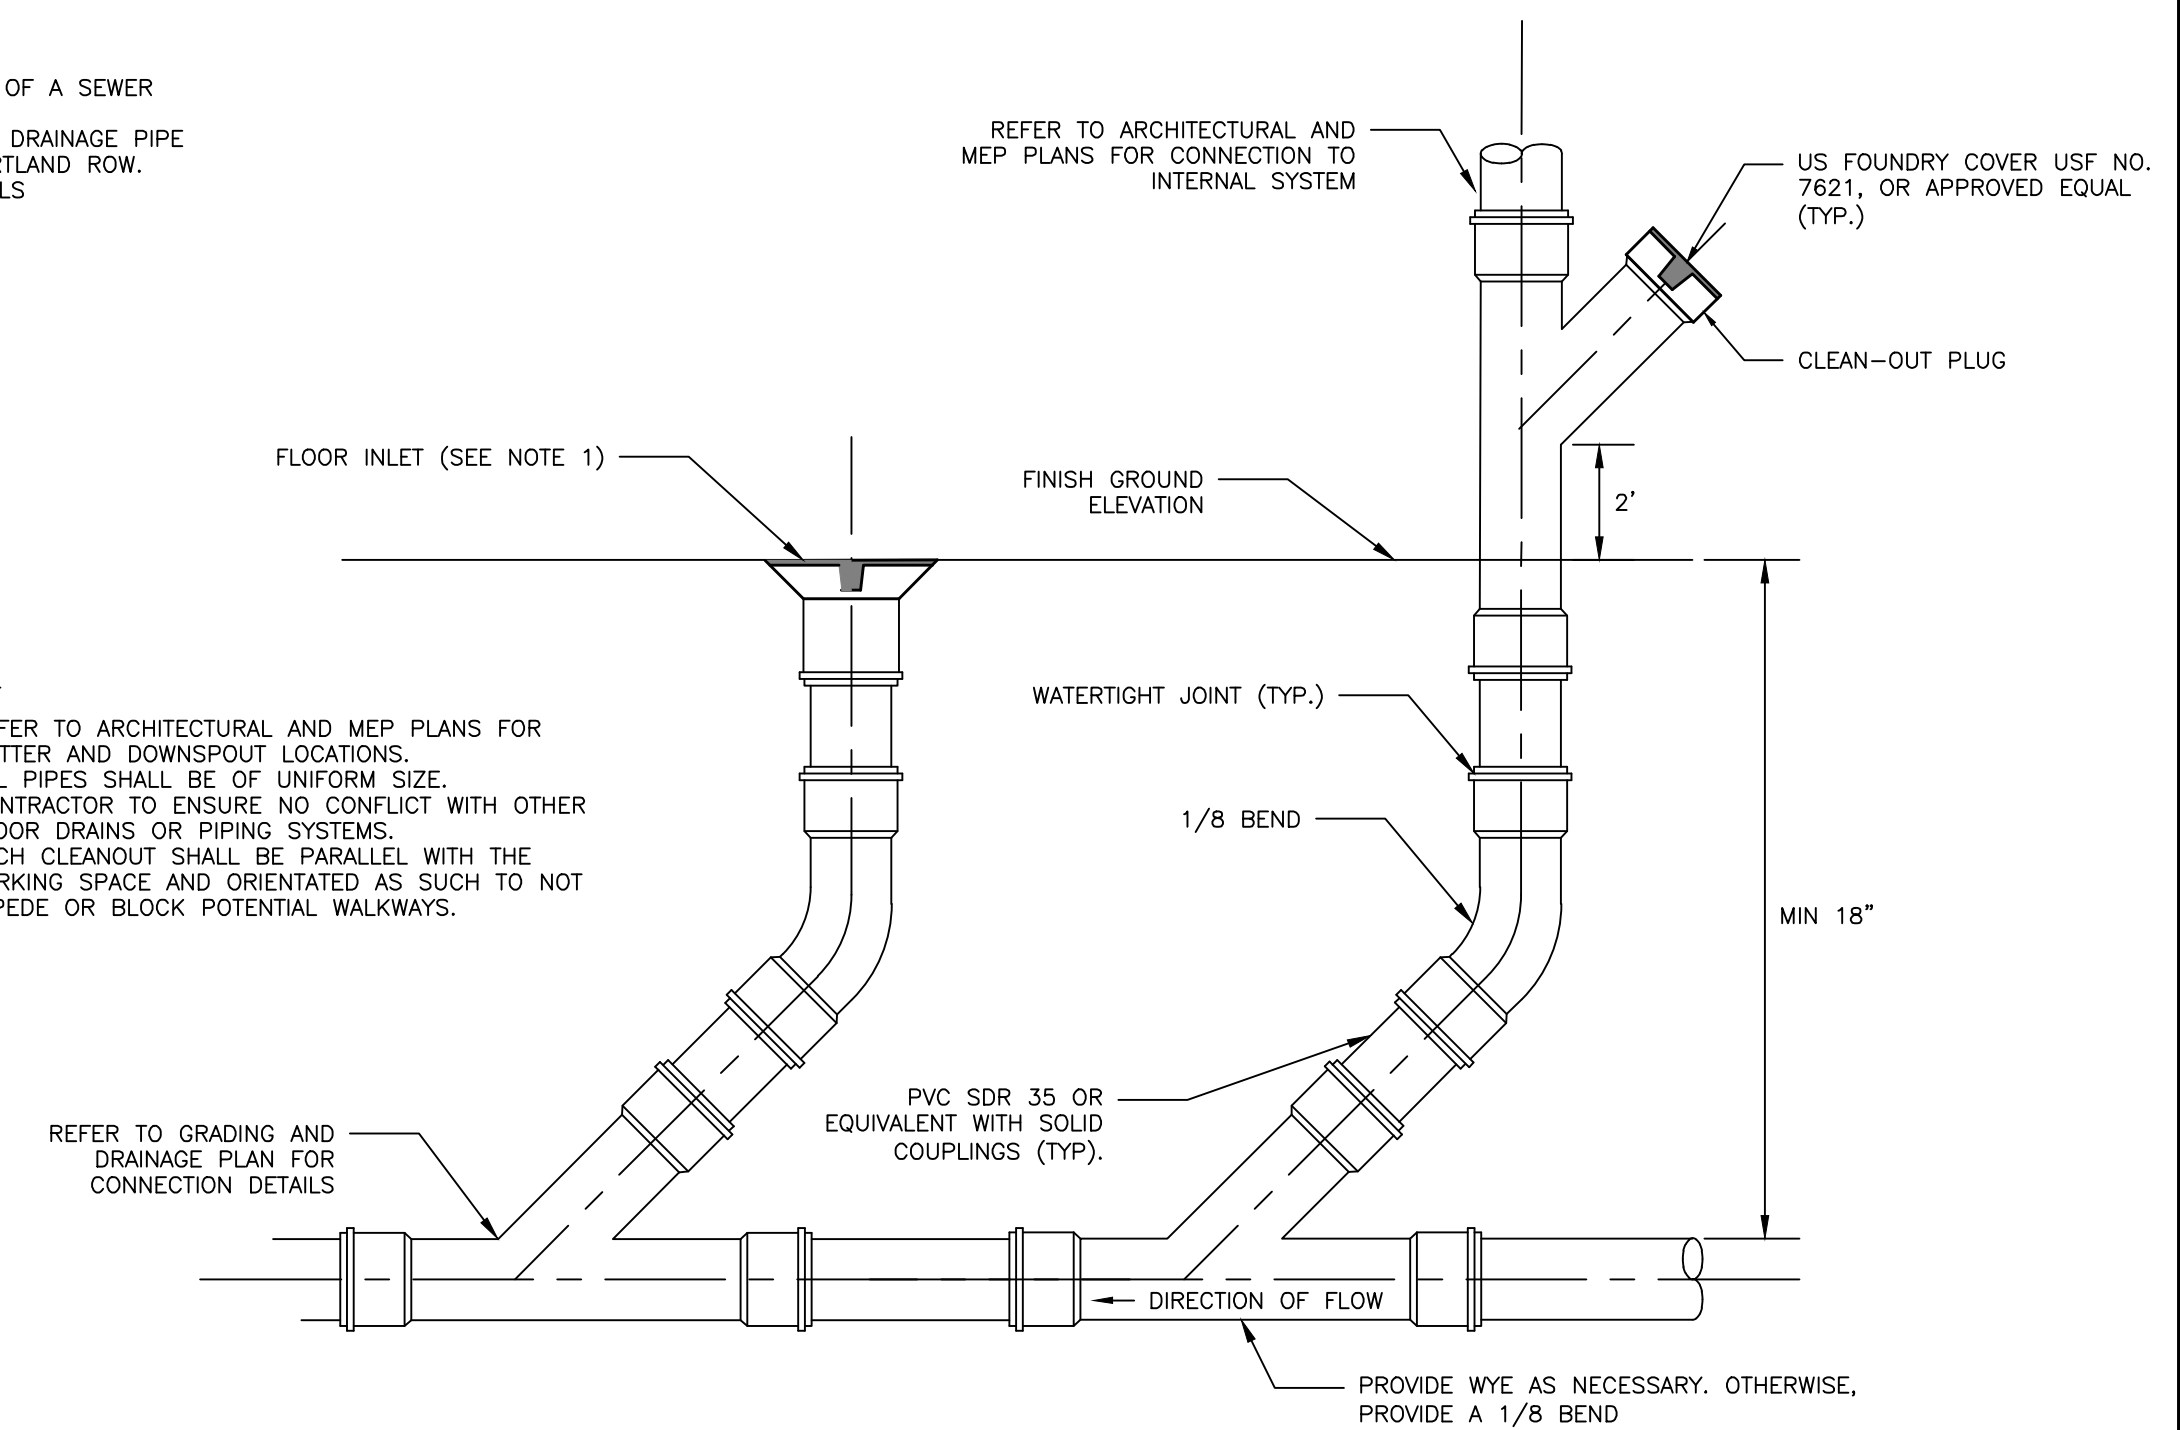 OF A SEWER
DRAINAGE PIPE
RTLAND ROW.
LS
REFER TO ARCHITECTURAL AND
MEP PLANS FOR CONNECTION TO
INTERNAL SYSTEM
US FOUNDRY COVER USF NO.
7621, OR APPROVED EQUAL
(TYP.)
CLEAN-OUT PLUG
FLOOR INLET (SEE NOTE 1)
FINISH GROUND
ELEVATION
2'
WATERTIGHT JOINT (TYP.)
FER TO ARCHITECTURAL AND MEP PLANS FOR
TTER AND DOWNSPOUT LOCATIONS.
L PIPES SHALL BE OF UNIFORM SIZE.
NTRACTOR TO ENSURE NO CONFLICT WITH OTHER
OOR DRAINS OR PIPING SYSTEMS.
CH CLEANOUT SHALL BE PARALLEL WITH THE
RKING SPACE AND ORIENTATED AS SUCH TO NOT
PEDE OR BLOCK POTENTIAL WALKWAYS.
1/8 BEND
MIN 18"
PVC SDR 35 OR
EQUIVALENT WITH SOLID
COUPLINGS (TYP).
REFER TO GRADING AND
DRAINAGE PLAN FOR
CONNECTION DETAILS
DIRECTION OF FLOW
PROVIDE WYE AS NECESSARY. OTHERWISE,
PROVIDE A 1/8 BEND